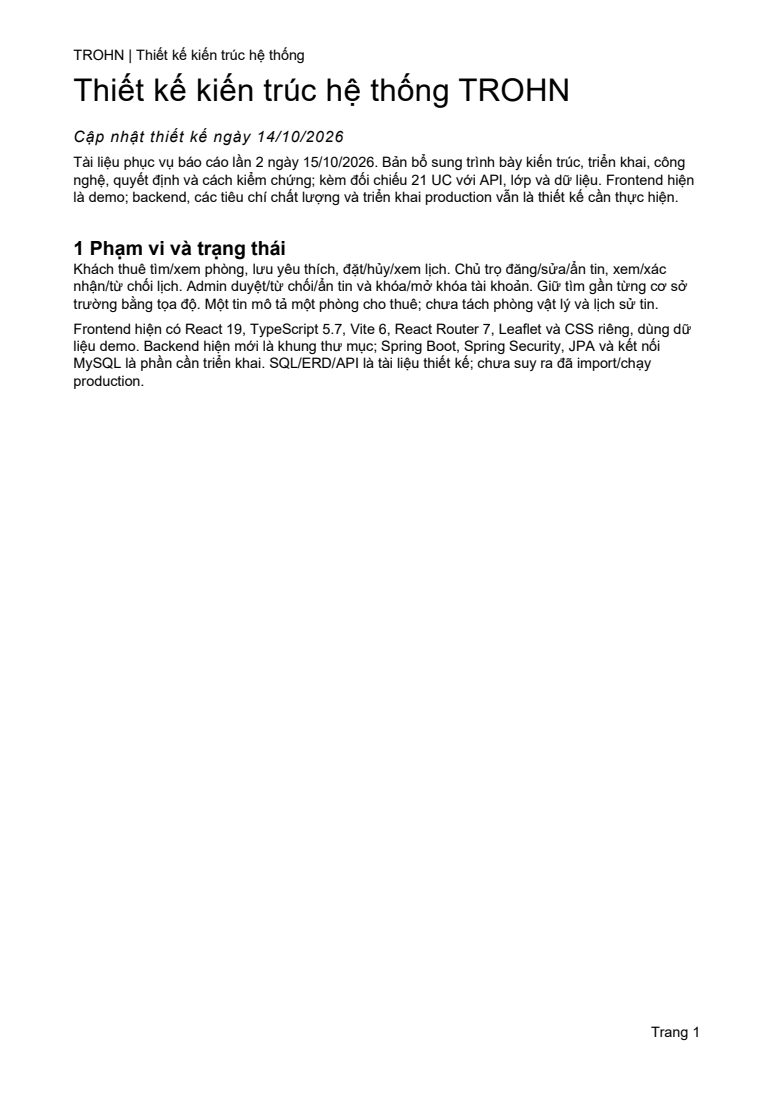 TROHN | Thiết kế kiến trúc hệ thống
Thiết kế kiến trúc hệ thống TROHN
Cập nhật thiết kế ngày 14/10/2026
Tài liệu phục vụ báo cáo lần 2 ngày 15/10/2026. Bản bổ sung trình bày kiến trúc, triển khai, công
nghệ, quyết định và cách kiểm chứng; kèm đối chiếu 21 UC với API, lớp và dữ liệu. Frontend hiện
là demo; backend, các tiêu chí chất lượng và triển khai production vẫn là thiết kế cần thực hiện.
1 Phạm vi và trạng thái
Khách thuê tìm/xem phòng, lưu yêu thích, đặt/hủy/xem lịch. Chủ trọ đăng/sửa/ẩn tin, xem/xác
nhận/từ chối lịch. Admin duyệt/từ chối/ẩn tin và khóa/mở khóa tài khoản. Giữ tìm gần từng cơ sở
trường bằng tọa độ. Một tin mô tả một phòng cho thuê; chưa tách phòng vật lý và lịch sử tin.
Frontend hiện có React 19, TypeScript 5.7, Vite 6, React Router 7, Leaflet và CSS riêng, dùng dữ
liệu demo. Backend hiện mới là khung thư mục; Spring Boot, Spring Security, JPA và kết nối
MySQL là phần cần triển khai. SQL/ERD/API là tài liệu thiết kế; chưa suy ra đã import/chạy
production.
Trang 1